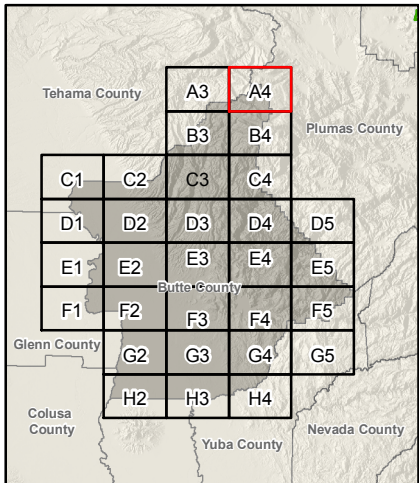 Tehama County
A3 A4
Plumas County
B3 B4
C1 C2 C3 C4
D1 D2 D3 D4 D5
E1 E2 E3 E4 E5
Butte County
F1 F2 F3 F4 F5
Glenn County
G2 G3 G4 G5
H2 H3 H4
Colusa
County
Yuba County
Nevada County